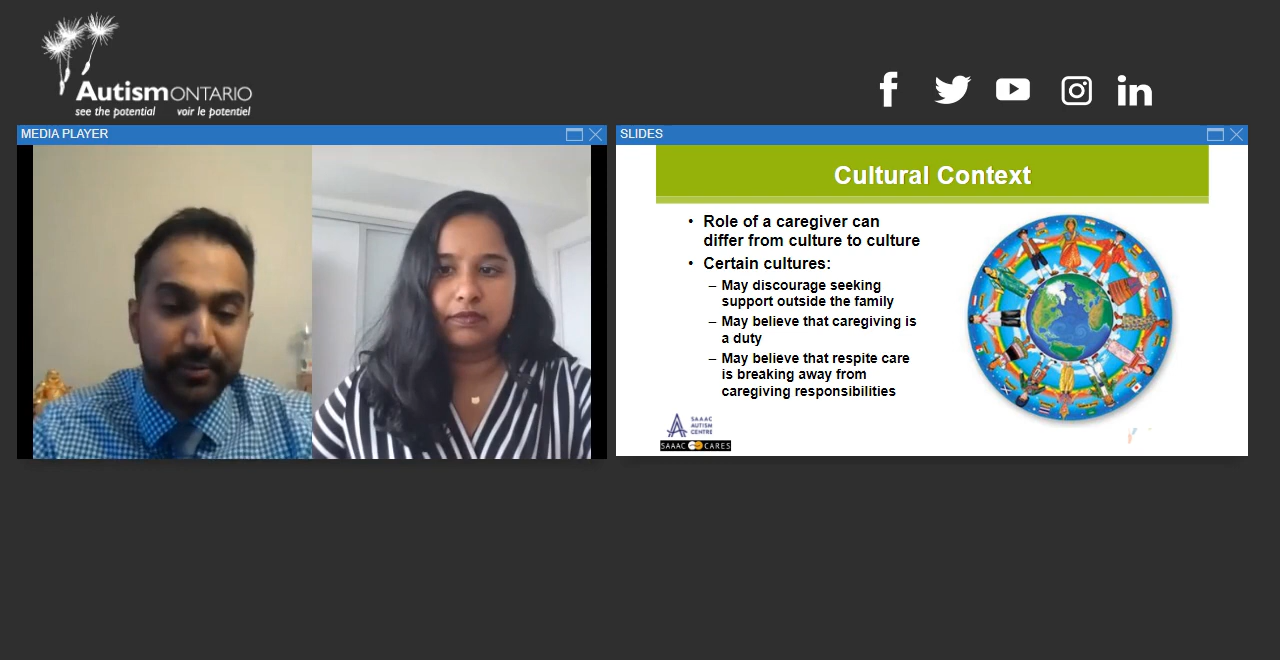 Autism ONTARIO
see the potential voir le potentiel
MEDIA PLAYER
SLIDES
Cultural Context
• Role of a caregiver can
differ from culture to culture
• Certain cultures:
– May discourage seeking
support outside the family
– May believe that caregiving is
a duty
– May believe that respite care
is breaking away from
caregiving responsibilities
SAAAC
AUTISM
CENTRE
SAAAC CARES